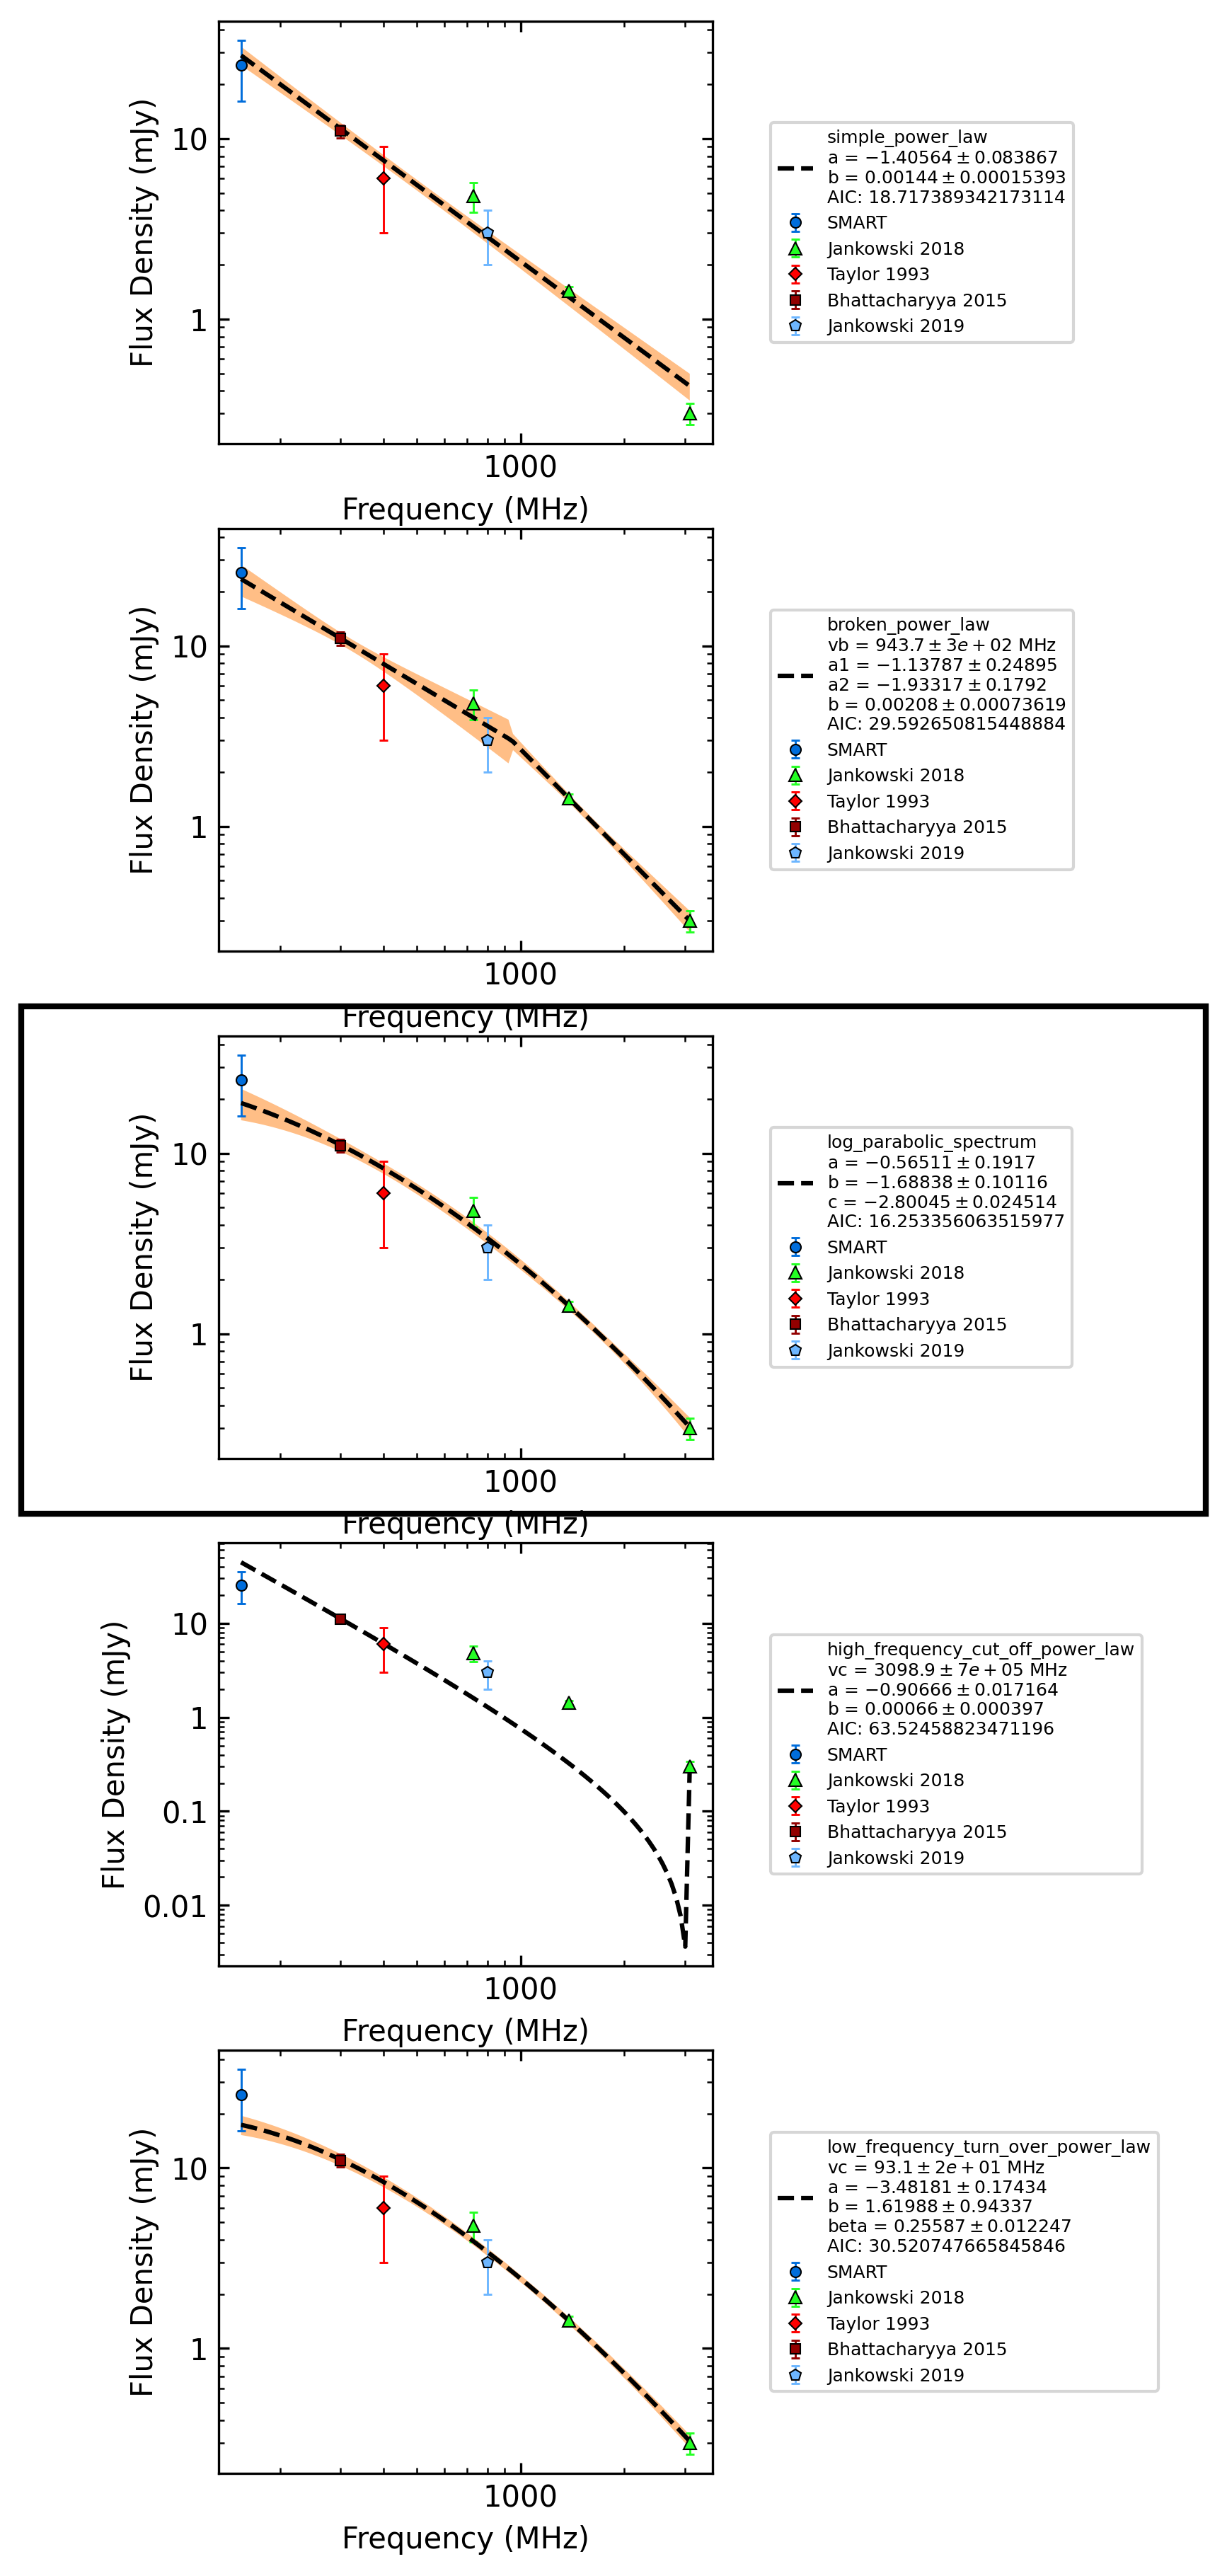 10
1
Flux Density (mJy)
1000
Frequency (MHz)
simple_power_law
a = −1.40564 ± 0.083867
b = 0.00144 ± 0.00015393
AIC: 18.717389342173114
SMART
Jankowski 2018
Taylor 1993
Bhattacharyya 2015
Jankowski 2019
10
1
Flux Density (mJy)
1000
Frequency (MHz)
broken_power_law
vb = 943.7 ± 3e + 02 MHz
a1 = −1.13787 ± 0.24895
a2 = −1.93317 ± 0.1792
b = 0.00208 ± 0.00073619
AIC: 29.592650815448884
SMART
Jankowski 2018
Taylor 1993
Bhattacharyya 2015
Jankowski 2019
10
1
Flux Density (mJy)
1000
Frequency (MHz)
log_parabolic_spectrum
a = −0.56511 ± 0.1917
b = −1.68838 ± 0.10116
c = −2.80045 ± 0.024514
AIC: 16.253356063515977
SMART
Jankowski 2018
Taylor 1993
Bhattacharyya 2015
Jankowski 2019
10
1
0.1
0.01
Flux Density (mJy)
1000
Frequency (MHz)
high_frequency_cut_off_power_law
vc = 3098.9 ± 7e + 05 MHz
a = −0.90666 ± 0.017164
b = 0.00066 ± 0.000397
AIC: 63.52458823471196
SMART
Jankowski 2018
Taylor 1993
Bhattacharyya 2015
Jankowski 2019
10
1
Flux Density (mJy)
1000
Frequency (MHz)
low_frequency_turn_over_power_law
vc = 93.1 ± 2e + 01 MHz
a = −3.48181 ± 0.17434
b = 1.61988 ± 0.94337
beta = 0.25587 ± 0.012247
AIC: 30.520747665845846
SMART
Jankowski 2018
Taylor 1993
Bhattacharyya 2015
Jankowski 2019